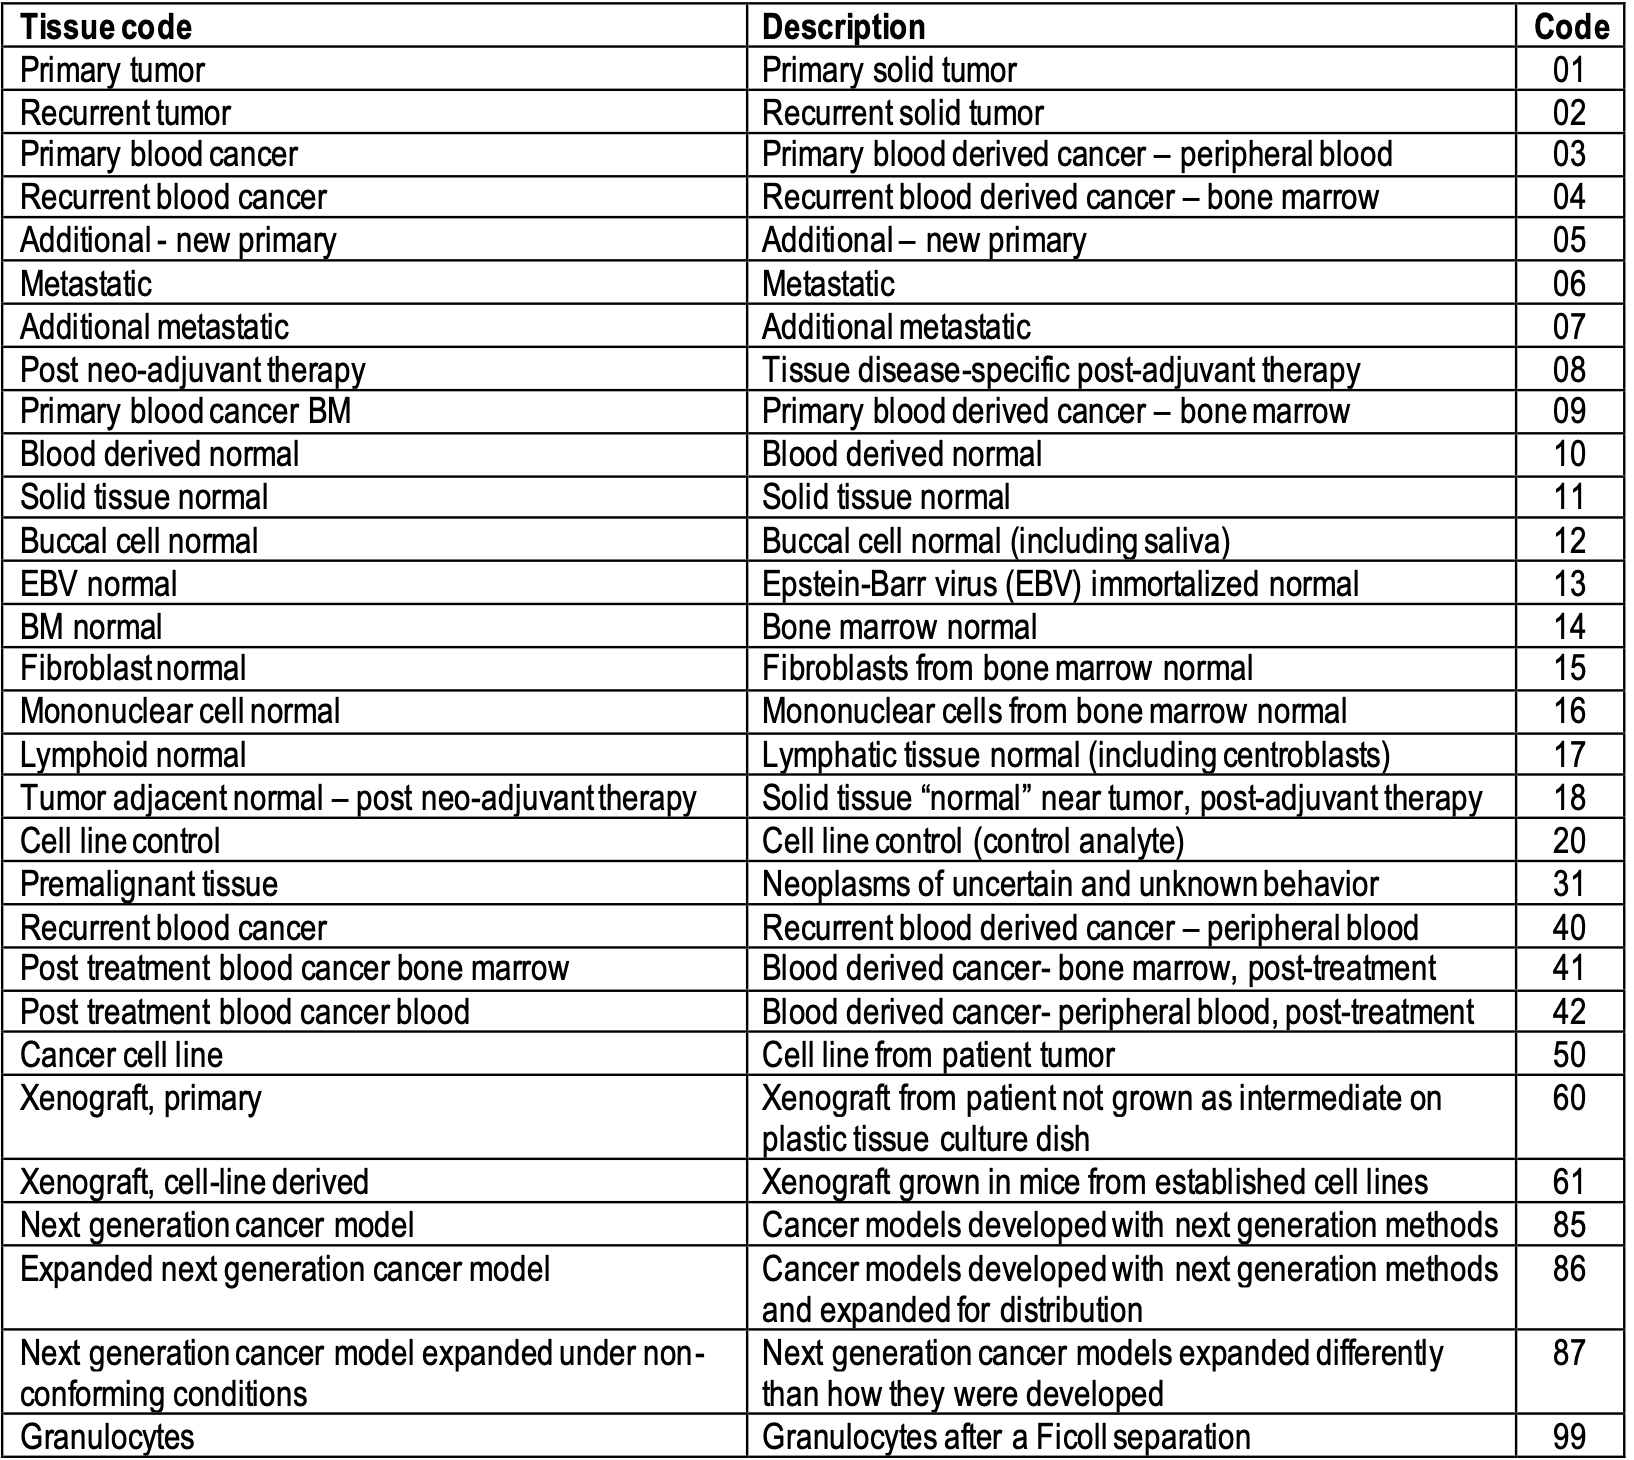 Tissue code Description Code
Primary tumor Primary solid tumor 01
Recurrent tumor Recurrent solid tumor 02
Primary blood cancer Primary blood derived cancer – peripheral blood 03
Recurrent blood cancer Recurrent blood derived cancer – bone marrow 04
Additional - new primary Additional – new primary 05
Metastatic Metastatic 06
Additional metastatic Additional metastatic 07
Post neo-adjuvant therapy Tissue disease-specific post-adjuvant therapy 08
Primary blood cancer BM Primary blood derived cancer – bone marrow 09
Blood derived normal Blood derived normal 10
Solid tissue normal Solid tissue normal 11
Buccal cell normal Buccal cell normal (including saliva) 12
EBV normal Epstein-Barr virus (EBV) immortalized normal 13
BM normal Bone marrow normal 14
Fibroblast normal Fibroblasts from bone marrow normal 15
Mononuclear cell normal Mononuclear cells from bone marrow normal 16
Lymphoid normal Lymphatic tissue normal (including centroblasts) 17
Tumor adjacent normal – post neo-adjuvant therapy Solid tissue “normal” near tumor, post-adjuvant therapy 18
Cell line control Cell line control (control analyte) 20
Premalignant tissue Neoplasms of uncertain and unknown behavior 31
Recurrent blood cancer Recurrent blood derived cancer – peripheral blood 40
Post treatment blood cancer bone marrow Blood derived cancer- bone marrow, post-treatment 41
Post treatment blood cancer blood Blood derived cancer- peripheral blood, post-treatment 42
Cancer cell line Cell line from patient tumor 50
Xenograft, primary Xenograft from patient not grown as intermediate on 60
plastic tissue culture dish
Xenograft, cell-line derived Xenograft grown in mice from established cell lines 61
Next generation cancer model Cancer models developed with next generation methods 85
Expanded next generation cancer model Cancer models developed with next generation methods 86
and expanded for distribution
Next generation cancer model expanded under non- Next generation cancer models expanded differently 87
conforming conditions than how they were developed
Granulocytes Granulocytes after a Ficoll separation 99